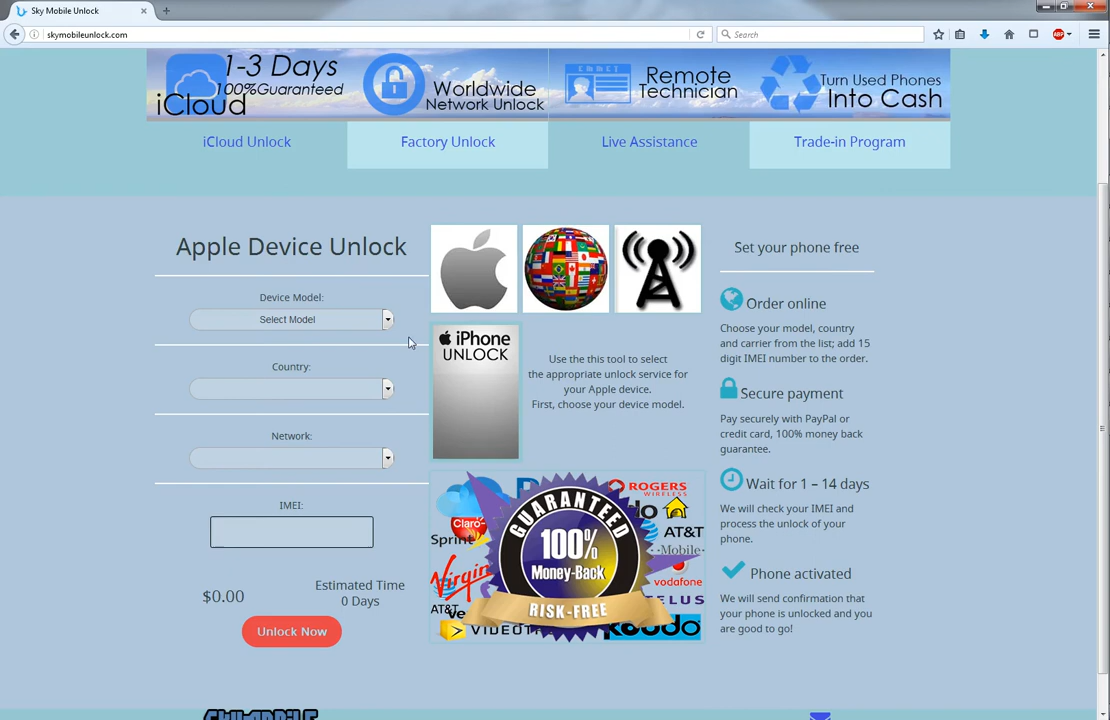 Sky Mobile Unlock
skymobileunlock.com
Search
ABP
iCloud
1-3 Days
100%Guaranteed
Worldwide
Network Unlock
Remote
Technician
Turn Used Phones
Into Cash
iCloud Unlock
Factory Unlock
Live Assistance
Trade-in Program
Apple Device Unlock
Device Model:
Select Model
Country:
Network:
IMEI:
$0.00
Estimated Time
0 Days
Unlock Now
iPhone
UNLOCK
Use the this tool to select
the appropriate unlock service for
your Apple device.
First, choose your device model.
GUARANTEED
100%
Money-Back
RISK-FREE
ROGERS
WIRELESS
Claro
Sprint
AT&T
Mobile
Virgin
vodafone
AT&T
TELUS
VIDEOT
koodo
Set your phone free
Order online
Choose your model, country
and carrier from the list; add 15
digit IMEI number to the order.
Secure payment
Pay securely with PayPal or
credit card, 100% money back
guarantee.
Wait for 1 – 14 days
We will check your IMEI and
process the unlock of your
phone.
Phone activated
We will send confirmation that
your phone is unlocked and you
are good to go!